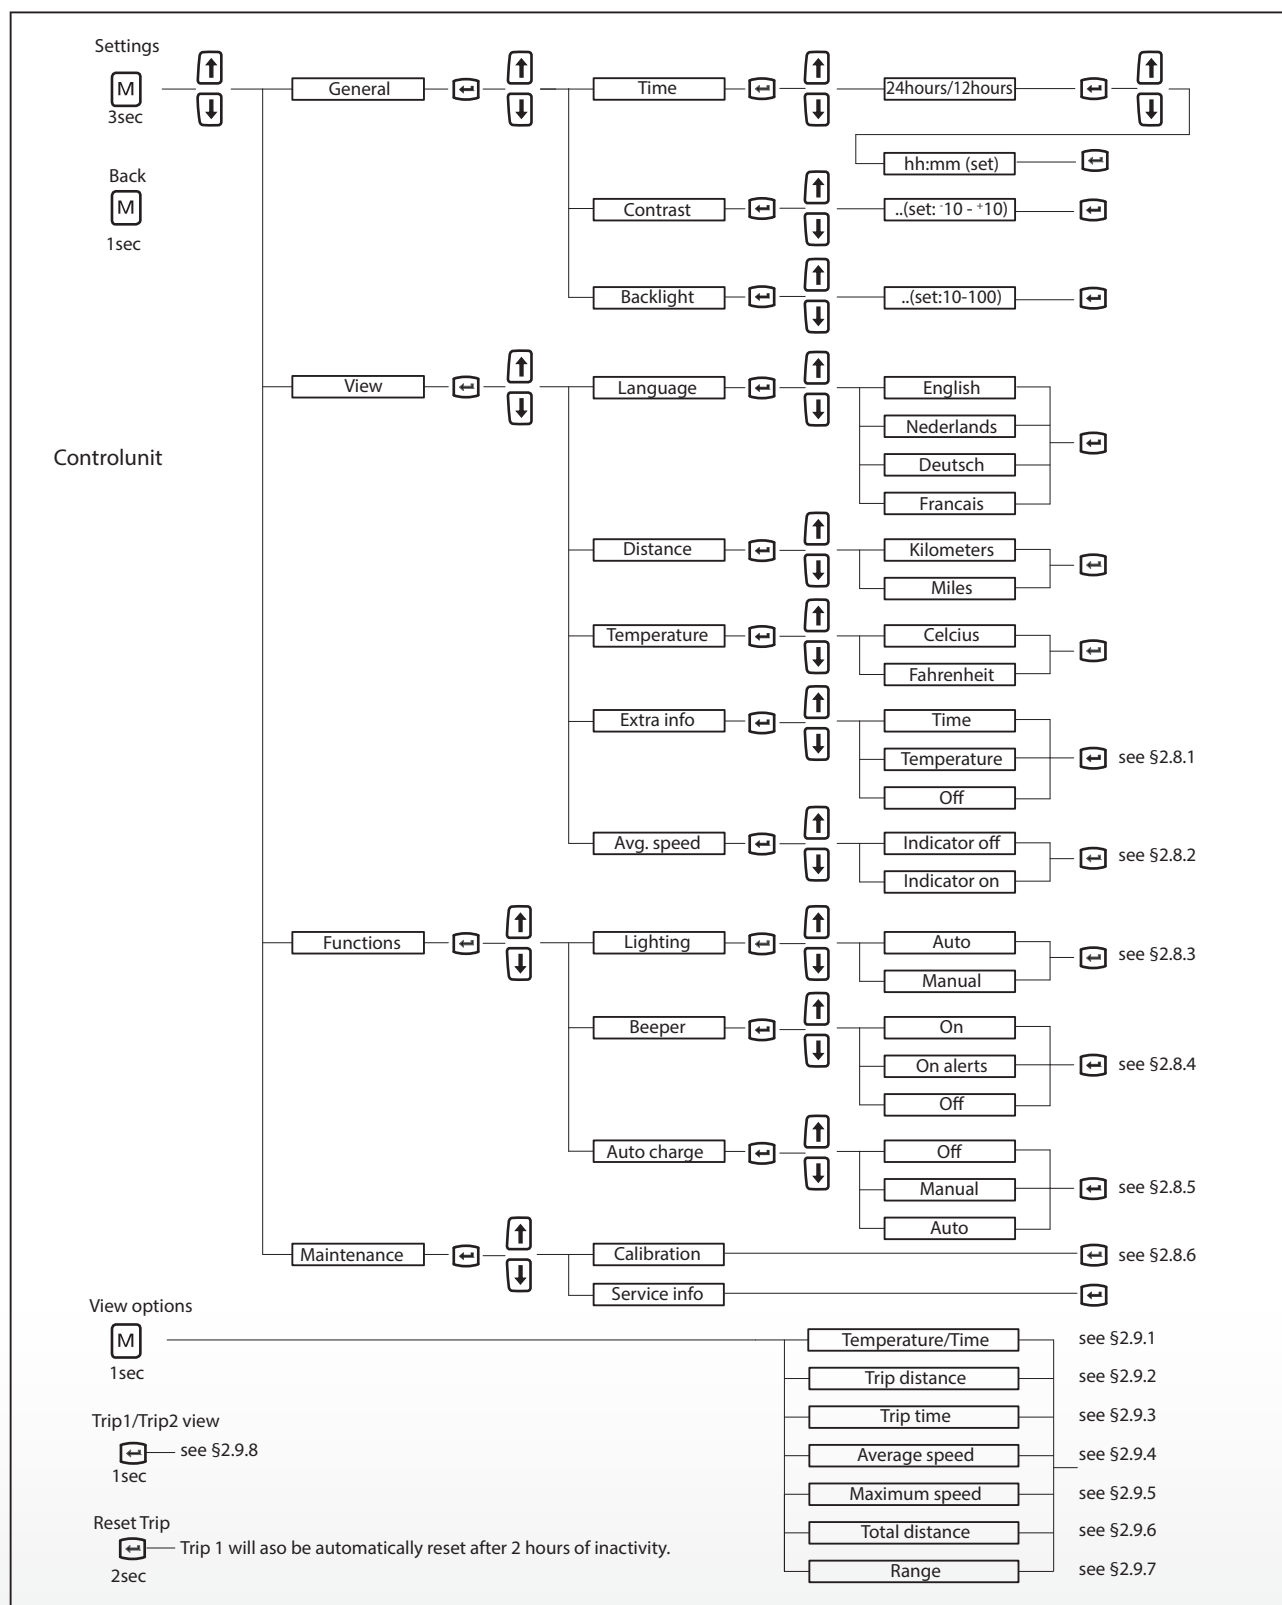 Settings
M
3sec
General
Time
24hours/12hours
hh:mm (set)
Back
M
1sec
Contrast
..(set: -10 - +10)
Backlight
..(set:10-100)
View
Language
English
Nederlands
Deutsch
Francais
Controlunit
Distance
Kilometers
Miles
Temperature
Celcius
Fahrenheit
Extra info
Time
Temperature
see §2.8.1
Off
Avg. speed
Indicator off
see §2.8.2
Indicator on
Functions
Lighting
Auto
see §2.8.3
Manual
Beeper
On
On alerts
see §2.8.4
Off
Auto charge
Off
Manual
see §2.8.5
Auto
Maintenance
Calibration
see §2.8.6
Service info
View options
M
1sec
Temperature/Time
see §2.9.1
Trip distance
see §2.9.2
Trip time
see §2.9.3
Average speed
see §2.9.4
Maximum speed
see §2.9.5
Total distance
see §2.9.6
Range
see §2.9.7
Trip1/Trip2 view
see §2.9.8
1sec
Reset Trip
Trip 1 will aso be automatically reset after 2 hours of inactivity.
2sec